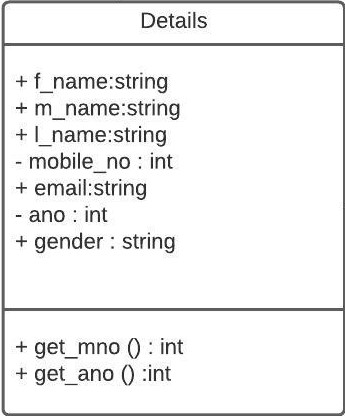 Details
+ f_name:string
+ m_name:string
+ l_name:string
- mobile_no : int
+ email:string
- ano : int
+ gender : string
+ get_mno () : int
+ get_ano () :int